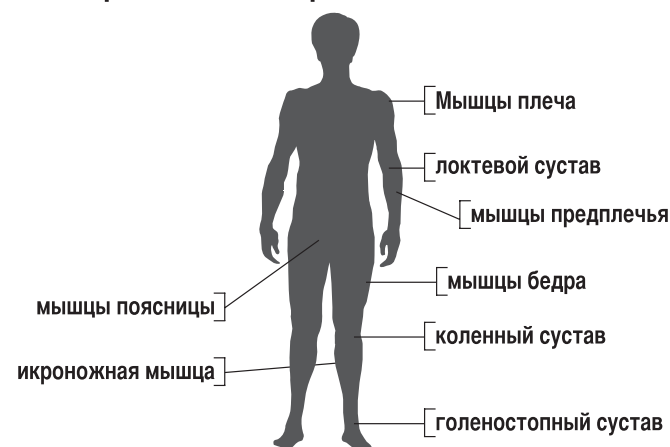 Мышцы плеча
локтевой сустав
мышцы предплечья
мышцы бедра
мышцы поясницы
коленный сустав
икроножная мышца
голеностопный сустав